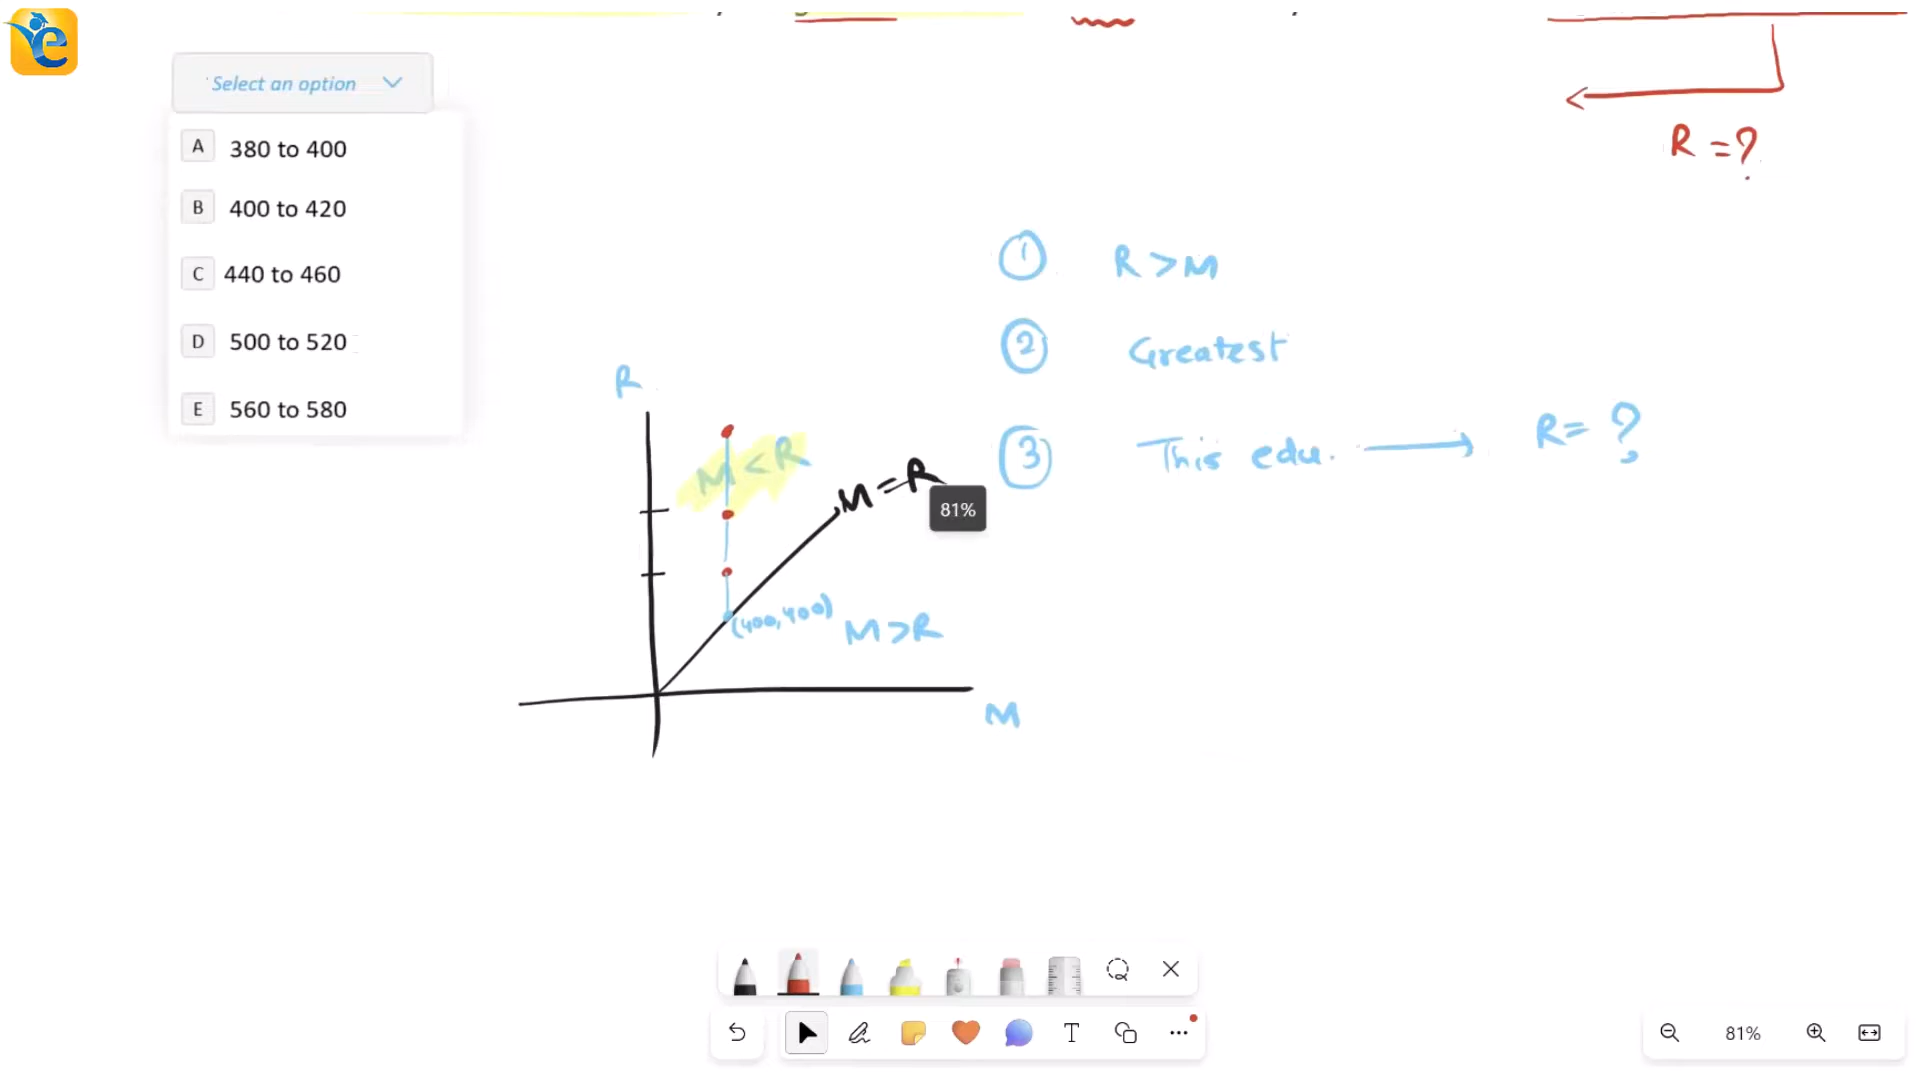 Select an option
A 380 to 400
B 400 to 420
C 440 to 460
D 500 to 520
E 560 to 580
R = ?
1 R > M
2 Greatest
3 This edu. → R = ?
R
M < R
M = R
81%
(400,400)
M > R
M
T
81%